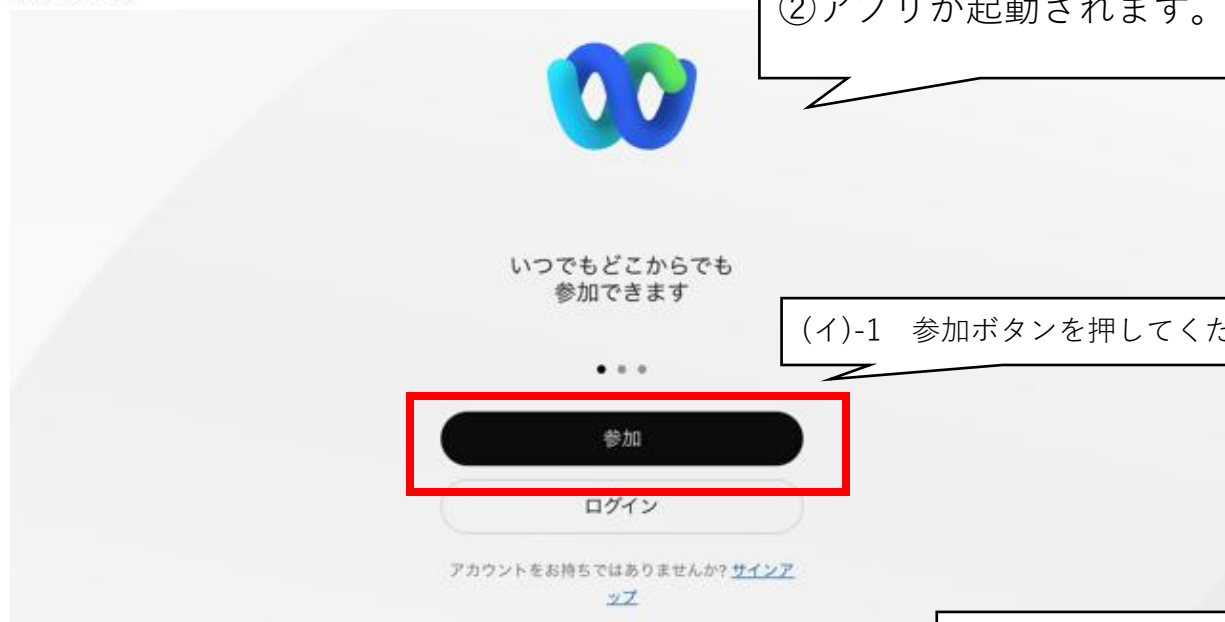 ②アプリが起動されます。
いつでもどこからでも
参加できます
(イ)-1 参加ボタンを押してくだ
参加
ログイン
アカウントをお持ちではありませんか? サインア
ップ